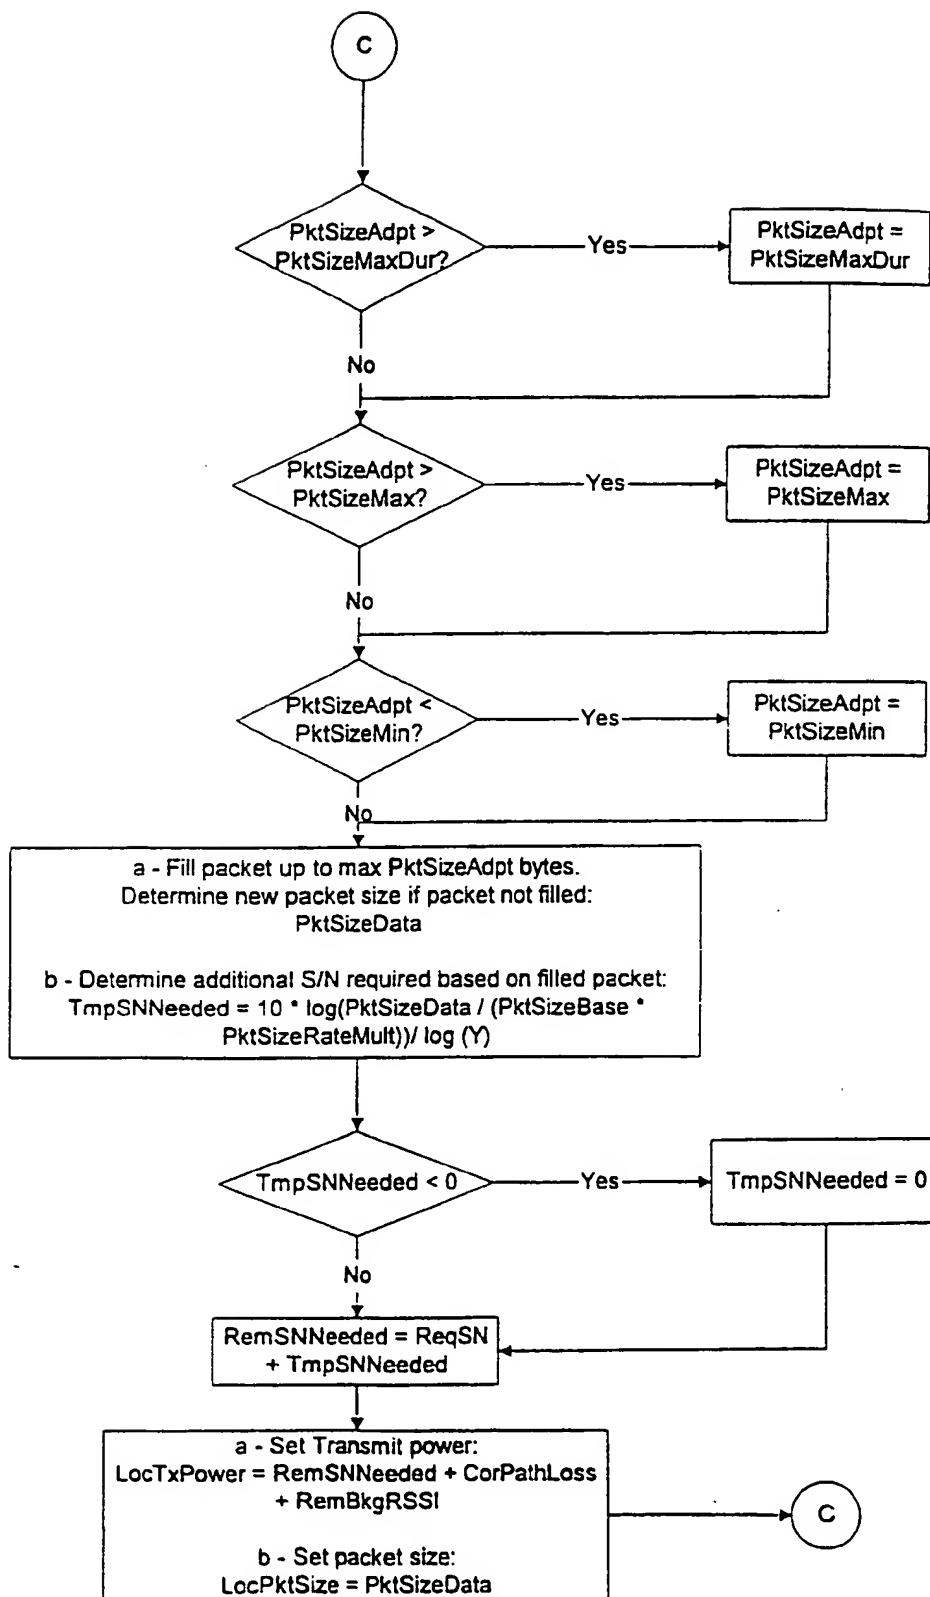 C
PktSizeAdpt >
PktSizeMaxDur?
Yes
PktSizeAdpt =
PktSizeMaxDur
No
PktSizeAdpt >
PktSizeMax?
Yes
PktSizeAdpt =
PktSizeMax
No
PktSizeAdpt <
PktSizeMin?
Yes
PktSizeAdpt =
PktSizeMin
No
a - Fill packet up to max PktSizeAdpt bytes.
Determine new packet size if packet not filled:
PktSizeData
b - Determine additional S/N required based on filled packet:
TmpSNNeeded = 10 * log(PktSizeData / (PktSizeBase *
PktSizeRateMult))/ log (Y)
TmpSNNeeded < 0
Yes
TmpSNNeeded = 0
No
RemSNNeeded = ReqSN
+ TmpSNNeeded
a - Set Transmit power:
LocTxPower = RemSNNeeded + CorPathLoss
+ RemBkgRSSI
b - Set packet size:
LocPktSize = PktSizeData
C